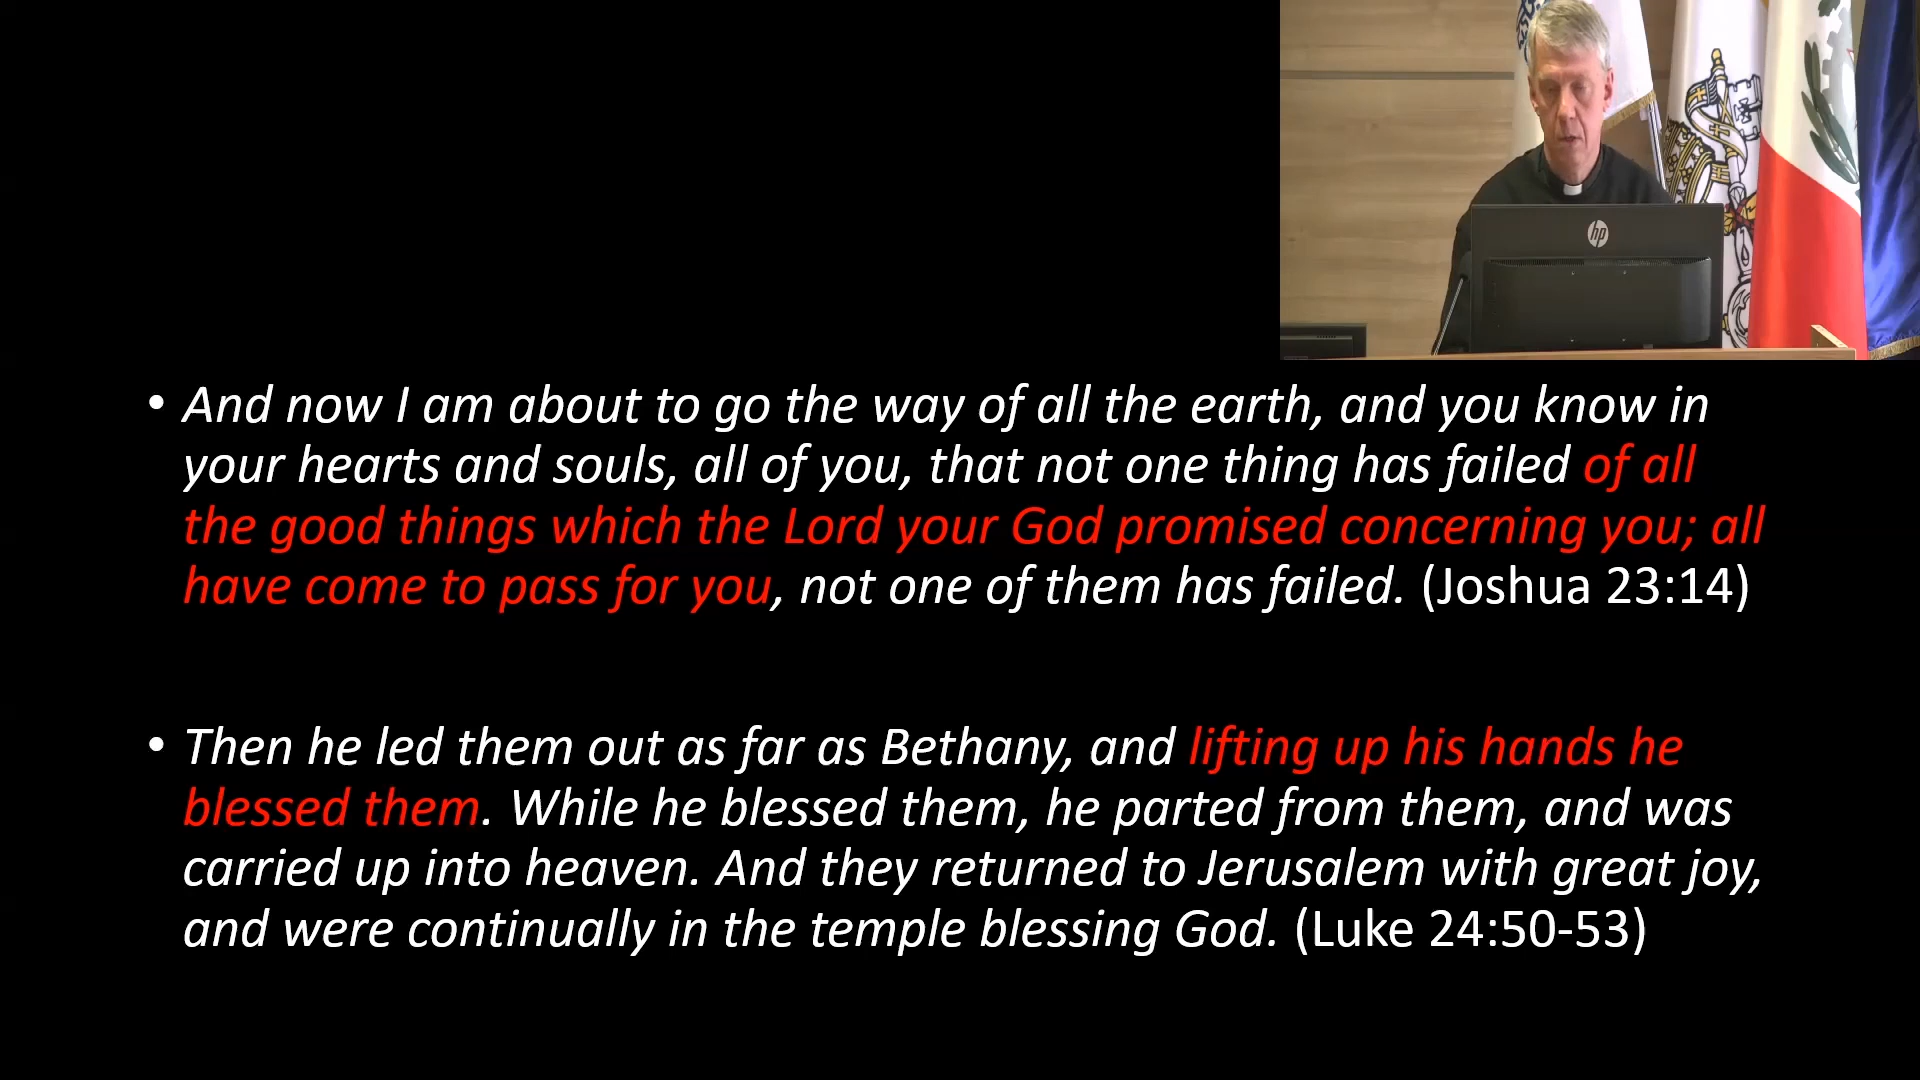 hp
• And now I am about to go the way of all the earth, and you know in
your hearts and souls, all of you, that not one thing has failed of all
the good things which the Lord your God promised concerning you; all
have come to pass for you, not one of them has failed. (Joshua 23:14)
• Then he led them out as far as Bethany, and lifting up his hands he
blessed them. While he blessed them, he parted from them, and was
carried up into heaven. And they returned to Jerusalem with great joy,
and were continually in the temple blessing God. (Luke 24:50-53)